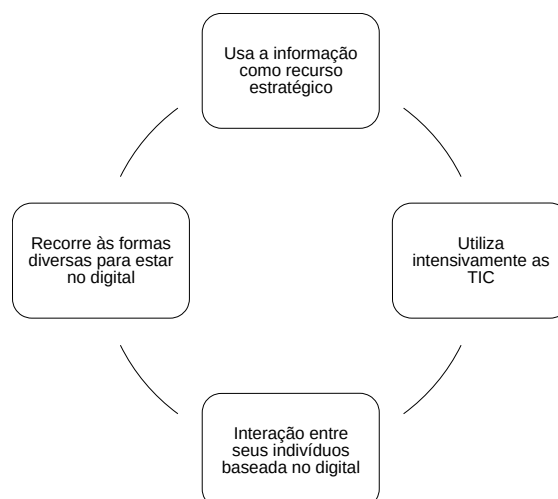 Usa a informação
como recurso
estratégico
Recorre às formas
diversas para estar
no digital
Utiliza
intensivamente as
TIC
Interação entre
seus indivíduos
baseada no digital